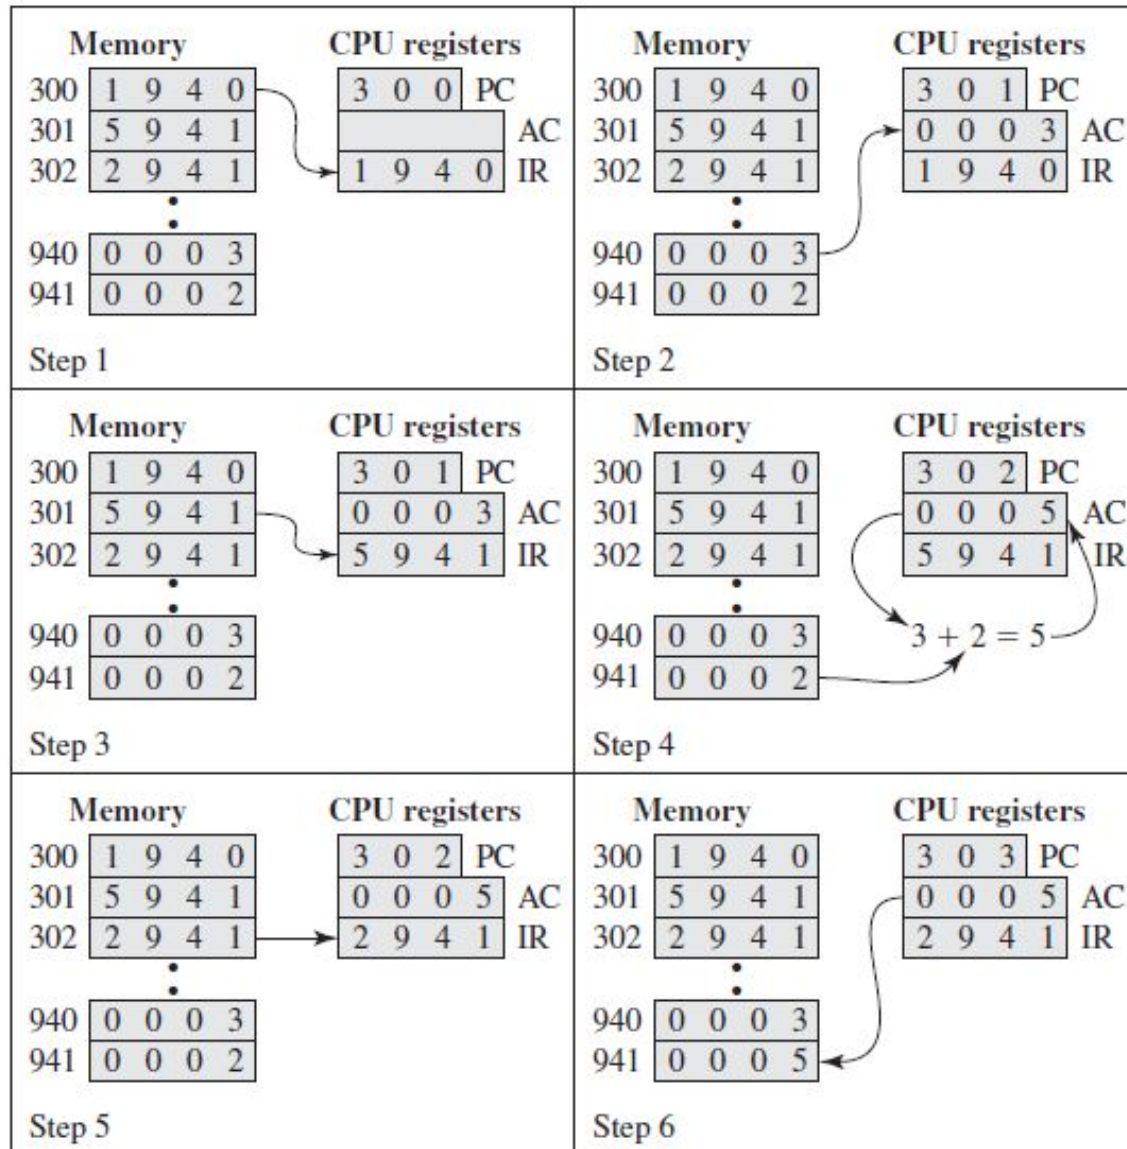 Memory CPU registers
300 1 9 4 0 3 0 0 PC
301 5 9 4 1 AC
302 2 9 4 1 1 9 4 0 IR
940 0 0 0 3
941 0 0 0 2
Step 1
Memory CPU registers
300 1 9 4 0 3 0 1 PC
301 5 9 4 1 0 0 0 3 AC
302 2 9 4 1 1 9 4 0 IR
940 0 0 0 3
941 0 0 0 2
Step 2
Memory CPU registers
300 1 9 4 0 3 0 1 PC
301 5 9 4 1 0 0 0 3 AC
302 2 9 4 1 5 9 4 1 IR
940 0 0 0 3
941 0 0 0 2
Step 3
Memory CPU registers
300 1 9 4 0 3 0 2 PC
301 5 9 4 1 0 0 0 5 AC
302 2 9 4 1 5 9 4 1 IR
940 0 0 0 3 3 + 2 = 5
941 0 0 0 2
Step 4
Memory CPU registers
300 1 9 4 0 3 0 2 PC
301 5 9 4 1 0 0 0 5 AC
302 2 9 4 1 2 9 4 1 IR
940 0 0 0 3
941 0 0 0 2
Step 5
Memory CPU registers
300 1 9 4 0 3 0 3 PC
301 5 9 4 1 0 0 0 5 AC
302 2 9 4 1 2 9 4 1 IR
940 0 0 0 3
941 0 0 0 5
Step 6